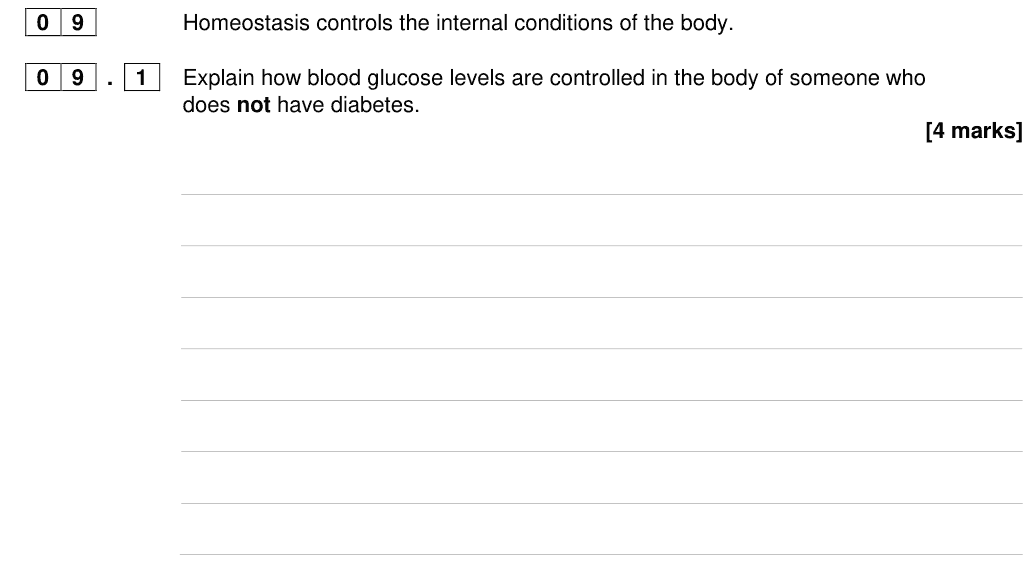 0 9 Homeostasis controls the internal conditions of the body.
0 9 . 1 Explain how blood glucose levels are controlled in the body of someone who
does not have diabetes.
[4 marks]